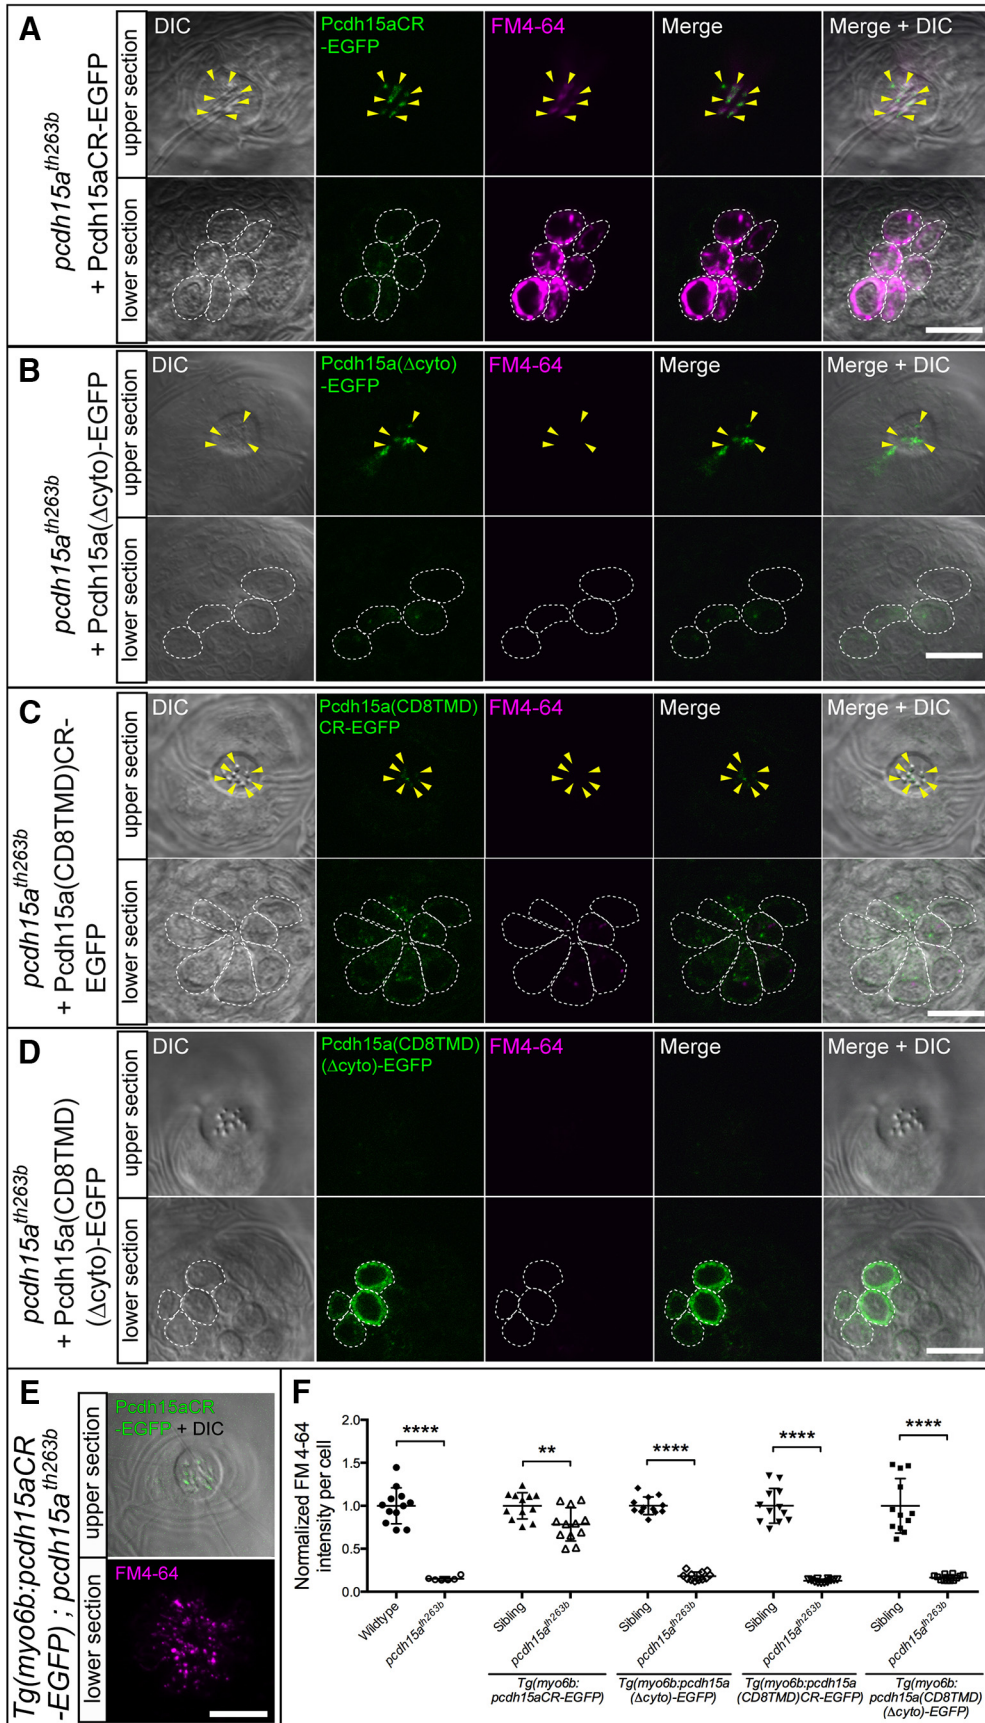 A
pcdh15a^th263b
+ Pcdh15aCR-EGFP
upper section
lower section
DIC
Pcdh15aCR
-EGFP
FM4-64
Merge
Merge + DIC
B
pcdh15a^th263b
+ Pcdh15a(Δcyto)-EGFP
upper section
lower section
DIC
Pcdh15a(Δcyto)
-EGFP
FM4-64
Merge
Merge + DIC
C
pcdh15a^th263b
+ Pcdh15a(CD8TMD)CR-
EGFP
upper section
lower section
DIC
Pcdh15a(CD8TMD)
CR-EGFP
FM4-64
Merge
Merge + DIC
D
pcdh15a^th263b
+ Pcdh15a(CD8TMD)
(Δcyto)-EGFP
upper section
lower section
DIC
Pcdh15a(CD8TMD)
(Δcyto)-EGFP
FM4-64
Merge
Merge + DIC
E
Tg(myo6b:pcdh15aCR
-EGFP) ; pcdh15a^th263b
upper section
lower section
Pcdh15aCR
-EGFP + DIC
FM4-64
F
Normalized FM 4-64
intensity per cell
2.0
1.5
1.0
0.5
0.0
****
**
****
****
****
Wildtype
pcdh15a^th263b
Sibling
pcdh15a^th263b
Sibling
pcdh15a^th263b
Sibling
pcdh15a^th263b
Sibling
pcdh15a^th263b
Tg(myo6b:
pcdh15aCR-EGFP)
Tg(myo6b:pcdh15a
(Δcyto)-EGFP)
Tg(myo6b:pcdh15a
(CD8TMD)CR-EGFP)
Tg(myo6b:
pcdh15a(CD8TMD)
(Δcyto)-EGFP)